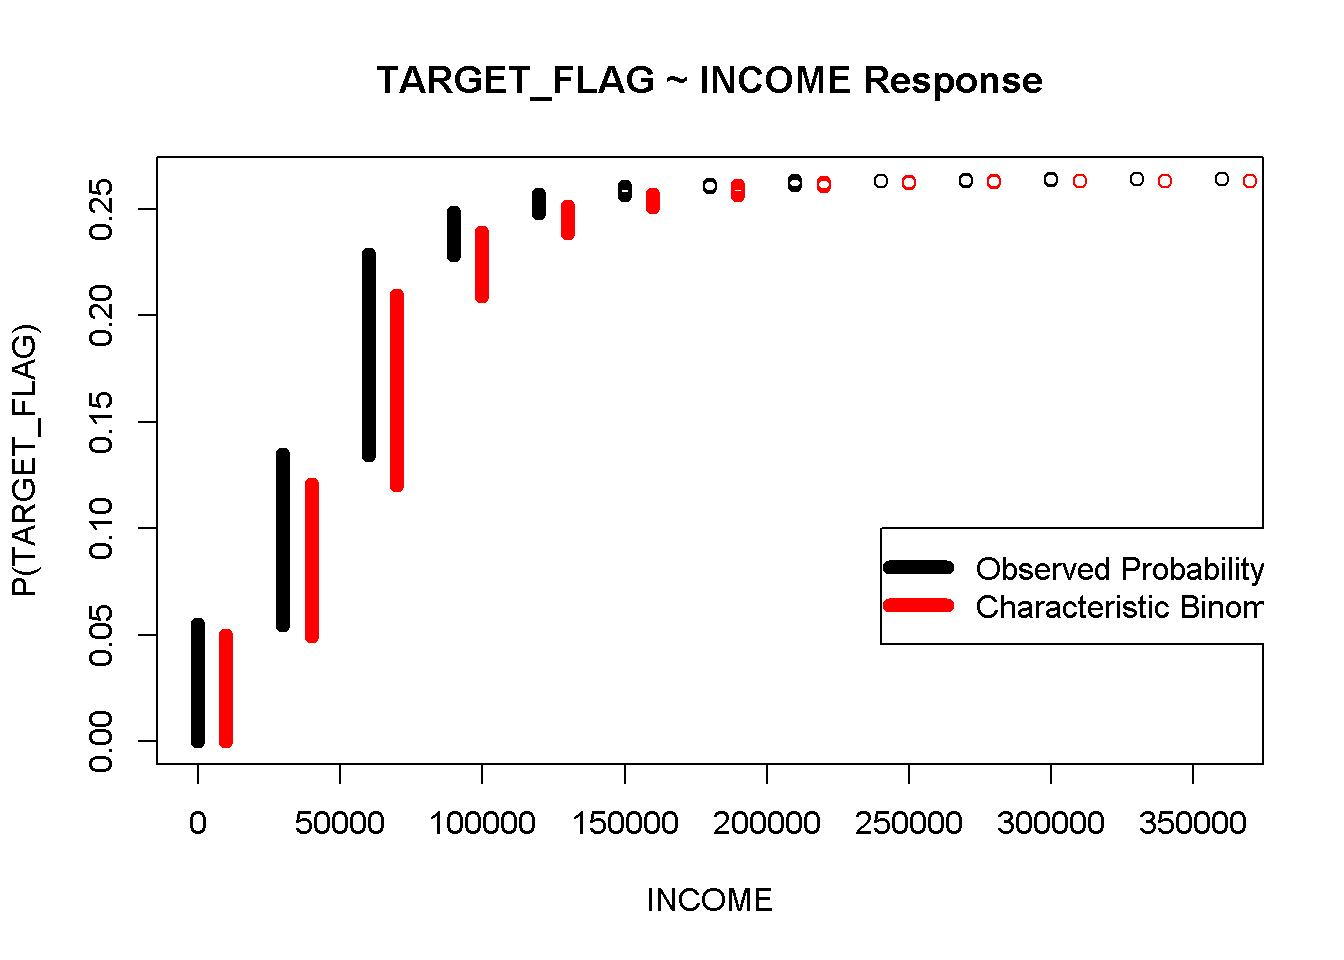 TARGET_FLAG ~ INCOME Response
P(TARGET_FLAG)
0.25
0.20
0.15
0.10
0.05
0.00
Observed Probability
Characteristic Binom
0 50000 100000 150000 200000 250000 300000 350000
INCOME